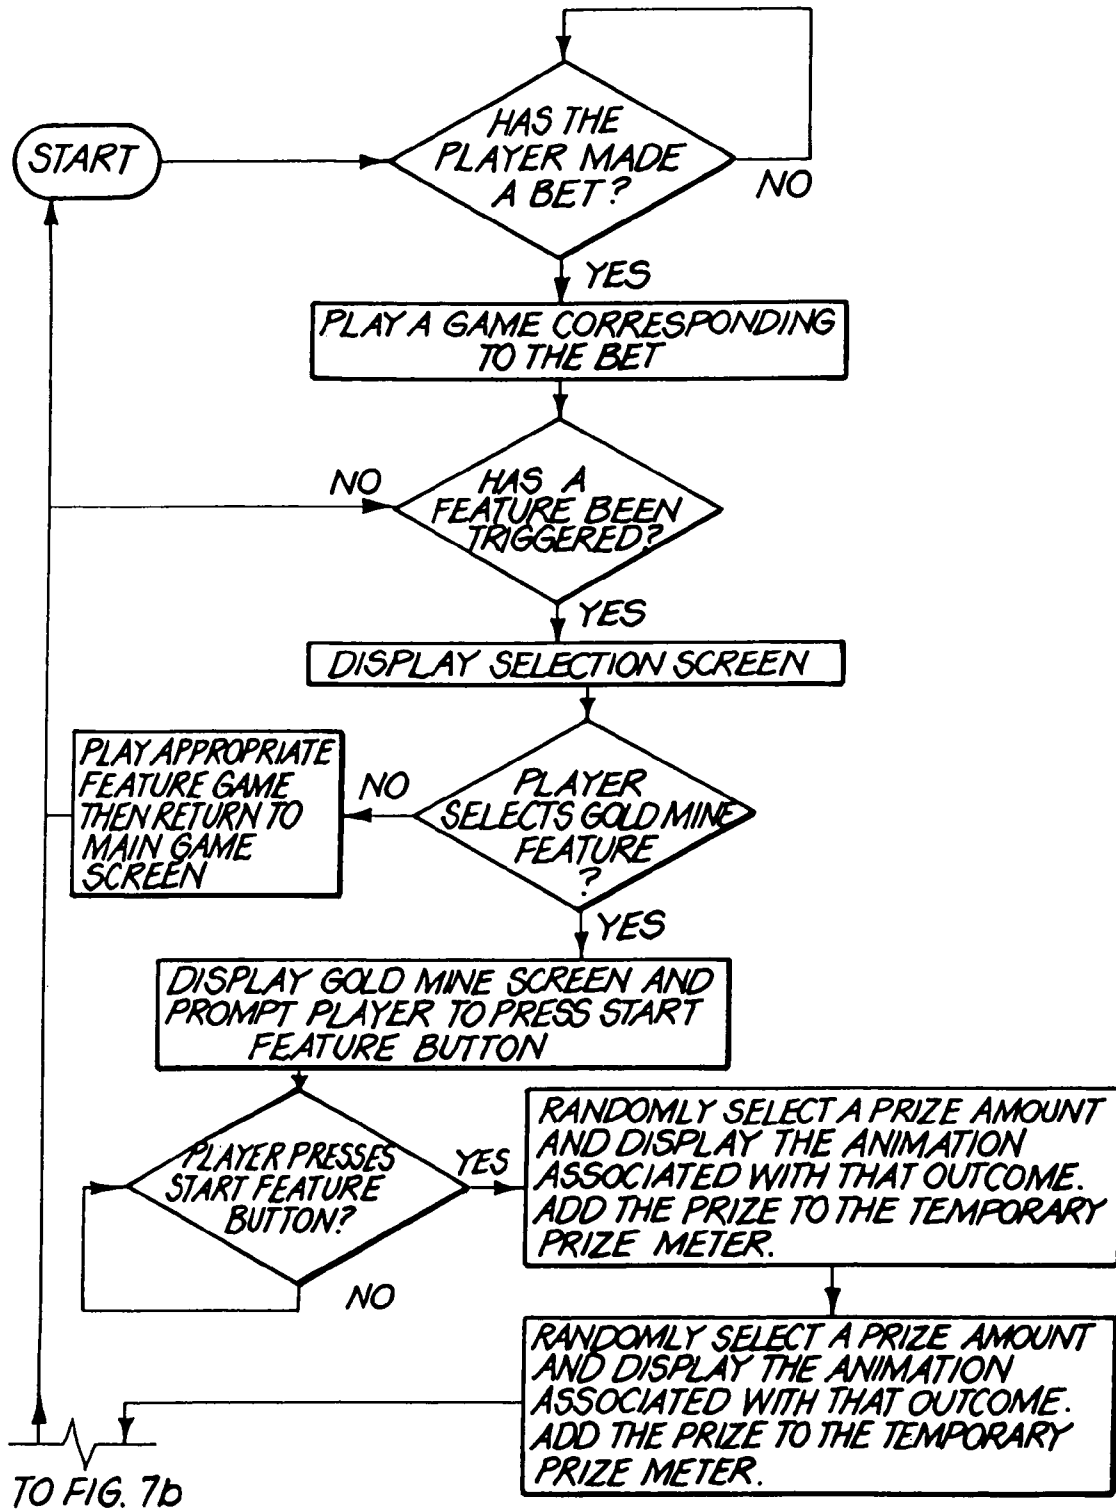 START
HAS THE
PLAYER MADE
A BET?
NO
YES
PLAY A GAME CORRESPONDING
TO THE BET
NO
HAS A
FEATURE BEEN
TRIGGERED?
YES
DISPLAY SELECTION SCREEN
PLAY APPROPRIATE
FEATURE GAME
THEN RETURN TO
MAIN GAME
SCREEN
NO
PLAYER
SELECTS GOLD MINE
FEATURE
?
YES
DISPLAY GOLD MINE SCREEN AND
PROMPT PLAYER TO PRESS START
FEATURE BUTTON
PLAYER PRESSES
START FEATURE
BUTTON?
YES
NO
RANDOMLY SELECT A PRIZE AMOUNT
AND DISPLAY THE ANIMATION
ASSOCIATED WITH THAT OUTCOME.
ADD THE PRIZE TO THE TEMPORARY
PRIZE METER.
RANDOMLY SELECT A PRIZE AMOUNT
AND DISPLAY THE ANIMATION
ASSOCIATED WITH THAT OUTCOME.
ADD THE PRIZE TO THE TEMPORARY
PRIZE METER.
TO FIG. 7b